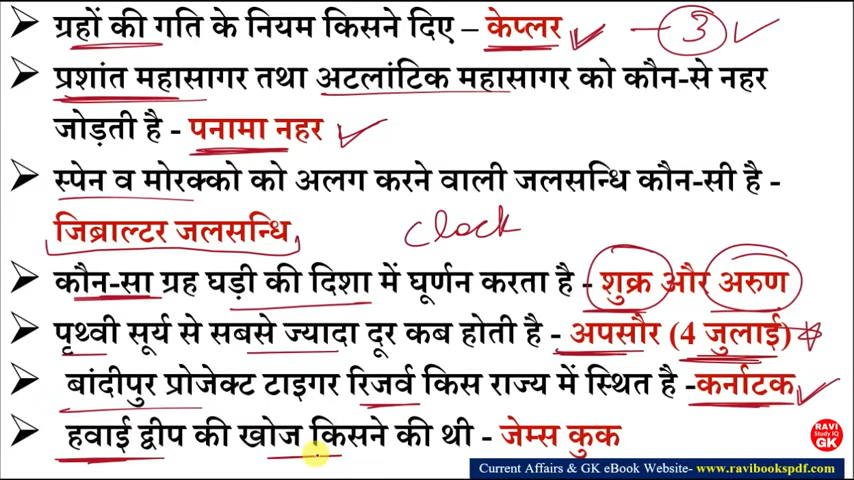 ➢ ग्रहों की गति के नियम किसने दिए – केप्लर – 3
➢ प्रशांत महासागर तथा अटलांटिक महासागर को कौन-से नहर
जोड़ती है - पनामा नहर
➢ स्पेन व मोरक्को को अलग करने वाली जलसन्धि कौन-सी है -
जिब्राल्टर जलसन्धि clock
➢ कौन-सा ग्रह घड़ी की दिशा में घूर्णन करता है - शुक्र और अरुण
➢ पृथ्वी सूर्य से सबसे ज्यादा दूर कब होती है - अपसौर (4 जुलाई)
➢ बांदीपुर प्रोजेक्ट टाइगर रिजर्व किस राज्य में स्थित है -कर्नाटक
➢ हवाई द्वीप की खोज किसने की थी - जेम्स कुक
RAVI
Study IQ
GK
Current Affairs & GK eBook Website- www.ravibookspdf.com